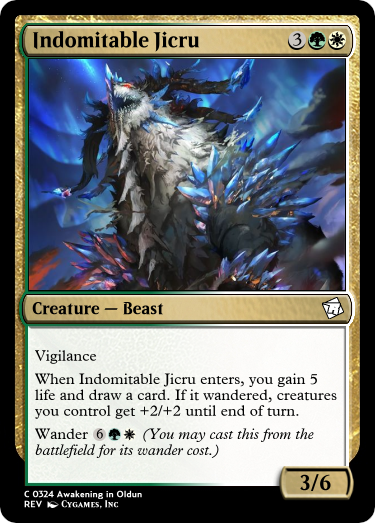 Indomitable Jicru 3
Creature — Beast
Vigilance
When Indomitable Jicru enters, you gain 5
life and draw a card. If it wandered, creatures
you control get +2/+2 until end of turn.
Wander 6 (You may cast this from the
battlefield for its wander cost.)
3/6
C 0324 Awakening in Oldun
REV Cygames, Inc